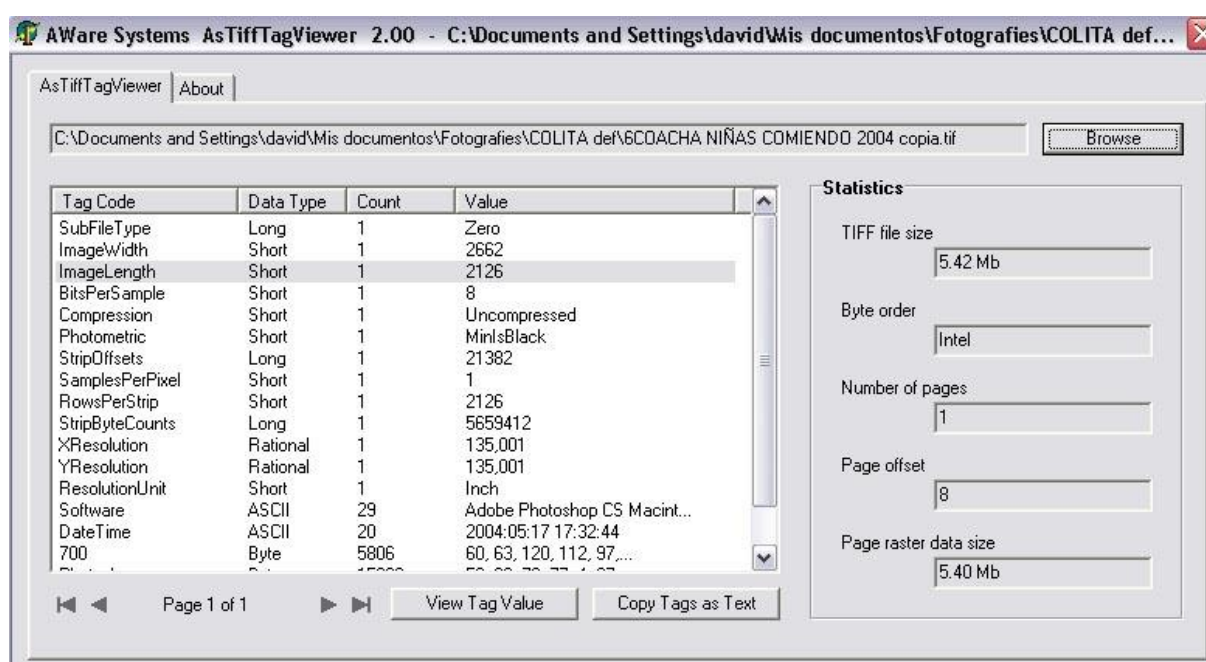 AWare Systems AsTiffTagViewer 2.00 - C:\Documents and Settings\david\Mis documentos\Fotografies\COLITA def...
AsTiffTagViewer About
C:\Documents and Settings\david\Mis documentos\Fotografies\COLITA def\6COACHA NIÑAS COMIENDO 2004 copia.tif Browse
Tag Code Data Type Count Value
SubFileType Long 1 Zero
ImageWidth Short 1 2662
ImageLength Short 1 2126
BitsPerSample Short 1 8
Compression Short 1 Uncompressed
Photometric Short 1 MinIsBlack
StripOffsets Long 1 21382
SamplesPerPixel Short 1 1
RowsPerStrip Short 1 2126
StripByteCounts Long 1 5659412
XResolution Rational 1 135,001
YResolution Rational 1 135,001
ResolutionUnit Short 1 Inch
Software ASCII 29 Adobe Photoshop CS Macint...
DateTime ASCII 20 2004:05:17 17:32:44
700 Byte 5806 60, 63, 120, 112, 97,...
Page 1 of 1 View Tag Value Copy Tags as Text
Statistics
TIFF file size
5.42 Mb
Byte order
Intel
Number of pages
1
Page offset
8
Page raster data size
5.40 Mb